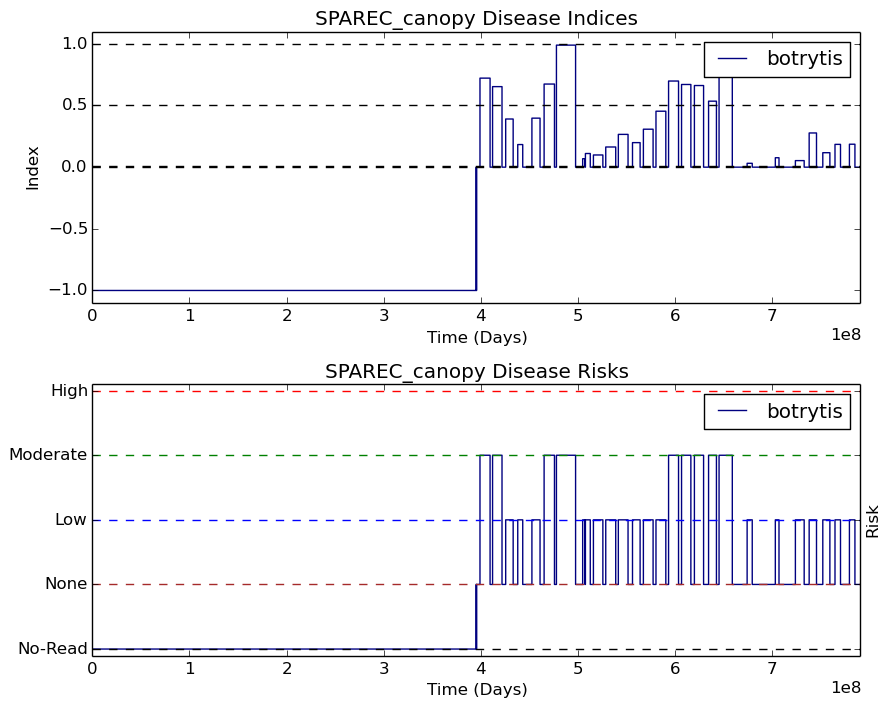 SPAREC_canopy Disease Indices
botrytis
1.0
0.5
0.0
−0.5
−1.0
Index
0 1 2 3 4 5 6 7
1e8
Time (Days)
SPAREC_canopy Disease Risks
botrytis
High
Moderate
Low
None
No-Read
Risk
0 1 2 3 4 5 6 7
1e8
Time (Days)